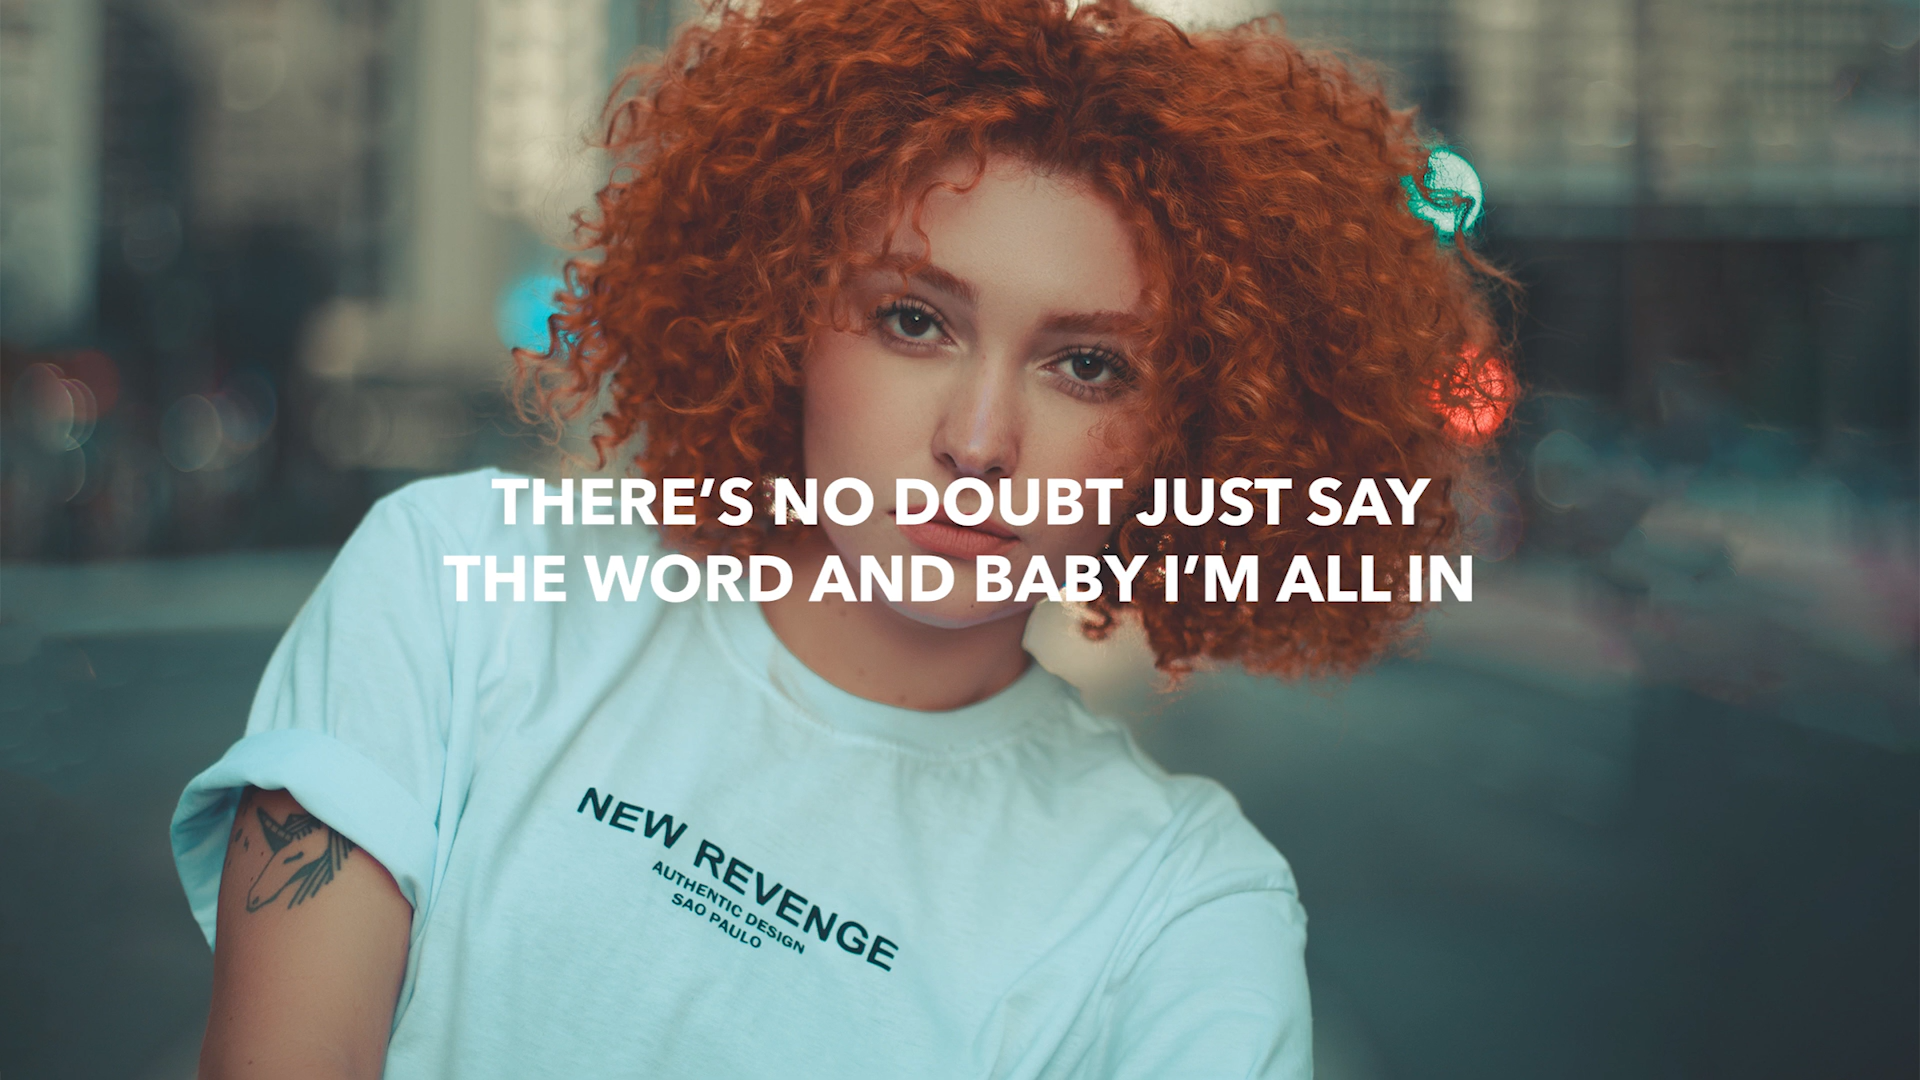 THERE’S NO DOUBT JUST SAY
THE WORD AND BABY I’M ALL IN
NEW REVENGE
AUTHENTIC DESIGN
SAO PAULO